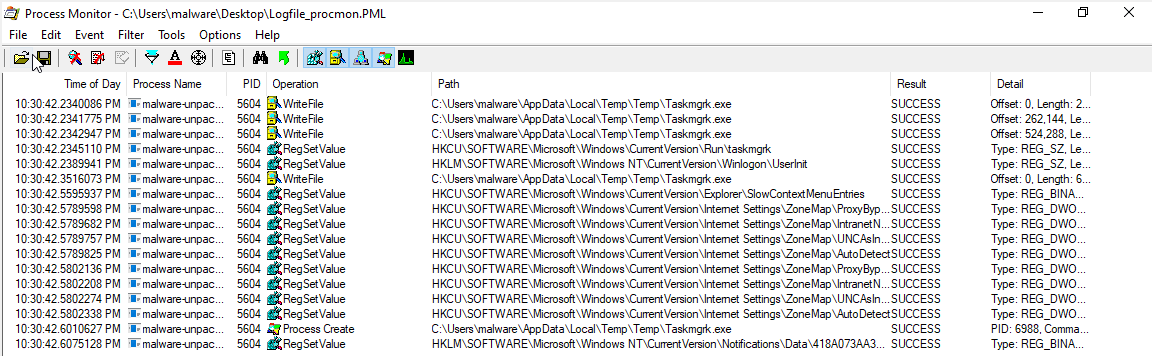 Process Monitor - C:\Users\malware\Desktop\Logfile_procmon.PML
File Edit Event Filter Tools Options Help
Time of Day Process Name PID Operation Path Result Detail
10:30:42.2340086 PM malware-unpac... 5604 WriteFile C:\Users\malware\AppData\Local\Temp\Temp\Taskmgrk.exe SUCCESS Offset: 0, Length: 2...
10:30:42.2341775 PM malware-unpac... 5604 WriteFile C:\Users\malware\AppData\Local\Temp\Temp\Taskmgrk.exe SUCCESS Offset: 262,144, Le...
10:30:42.2342947 PM malware-unpac... 5604 WriteFile C:\Users\malware\AppData\Local\Temp\Temp\Taskmgrk.exe SUCCESS Offset: 524,288, Le...
10:30:42.2345110 PM malware-unpac... 5604 RegSetValue HKCU\SOFTWARE\Microsoft\Windows\CurrentVersion\Run\taskmgrk SUCCESS Type: REG_SZ, Le...
10:30:42.2389941 PM malware-unpac... 5604 RegSetValue HKLM\SOFTWARE\Microsoft\Windows NT\CurrentVersion\Winlogon\UserInit SUCCESS Type: REG_SZ, Le...
10:30:42.3516073 PM malware-unpac... 5604 WriteFile C:\Users\malware\AppData\Local\Temp\Temp\Taskmgrk.exe SUCCESS Offset: 0, Length: 6...
10:30:42.5595937 PM malware-unpac... 5604 RegSetValue HKCU\SOFTWARE\Microsoft\Windows\CurrentVersion\Explorer\SlowContextMenuEntries SUCCESS Type: REG_BINA...
10:30:42.5789598 PM malware-unpac... 5604 RegSetValue HKCU\SOFTWARE\Microsoft\Windows\CurrentVersion\Internet Settings\ZoneMap\ProxyByp... SUCCESS Type: REG_DWO...
10:30:42.5789682 PM malware-unpac... 5604 RegSetValue HKCU\SOFTWARE\Microsoft\Windows\CurrentVersion\Internet Settings\ZoneMap\IntranetN... SUCCESS Type: REG_DWO...
10:30:42.5789757 PM malware-unpac... 5604 RegSetValue HKCU\SOFTWARE\Microsoft\Windows\CurrentVersion\Internet Settings\ZoneMap\UNCAsIn... SUCCESS Type: REG_DWO...
10:30:42.5789825 PM malware-unpac... 5604 RegSetValue HKCU\SOFTWARE\Microsoft\Windows\CurrentVersion\Internet Settings\ZoneMap\AutoDetect SUCCESS Type: REG_DWO...
10:30:42.5802136 PM malware-unpac... 5604 RegSetValue HKCU\SOFTWARE\Microsoft\Windows\CurrentVersion\Internet Settings\ZoneMap\ProxyByp... SUCCESS Type: REG_DWO...
10:30:42.5802208 PM malware-unpac... 5604 RegSetValue HKCU\SOFTWARE\Microsoft\Windows\CurrentVersion\Internet Settings\ZoneMap\IntranetN... SUCCESS Type: REG_DWO...
10:30:42.5802274 PM malware-unpac... 5604 RegSetValue HKCU\SOFTWARE\Microsoft\Windows\CurrentVersion\Internet Settings\ZoneMap\UNCAsIn... SUCCESS Type: REG_DWO...
10:30:42.5802338 PM malware-unpac... 5604 RegSetValue HKCU\SOFTWARE\Microsoft\Windows\CurrentVersion\Internet Settings\ZoneMap\AutoDetect SUCCESS Type: REG_DWO...
10:30:42.6010627 PM malware-unpac... 5604 Process Create C:\Users\malware\AppData\Local\Temp\Temp\Taskmgrk.exe SUCCESS PID: 6988, Comma...
10:30:42.6075128 PM malware-unpac... 5604 RegSetValue HKLM\SOFTWARE\Microsoft\Windows NT\CurrentVersion\Notifications\Data\418A073AA3... SUCCESS Type: REG_BINA...